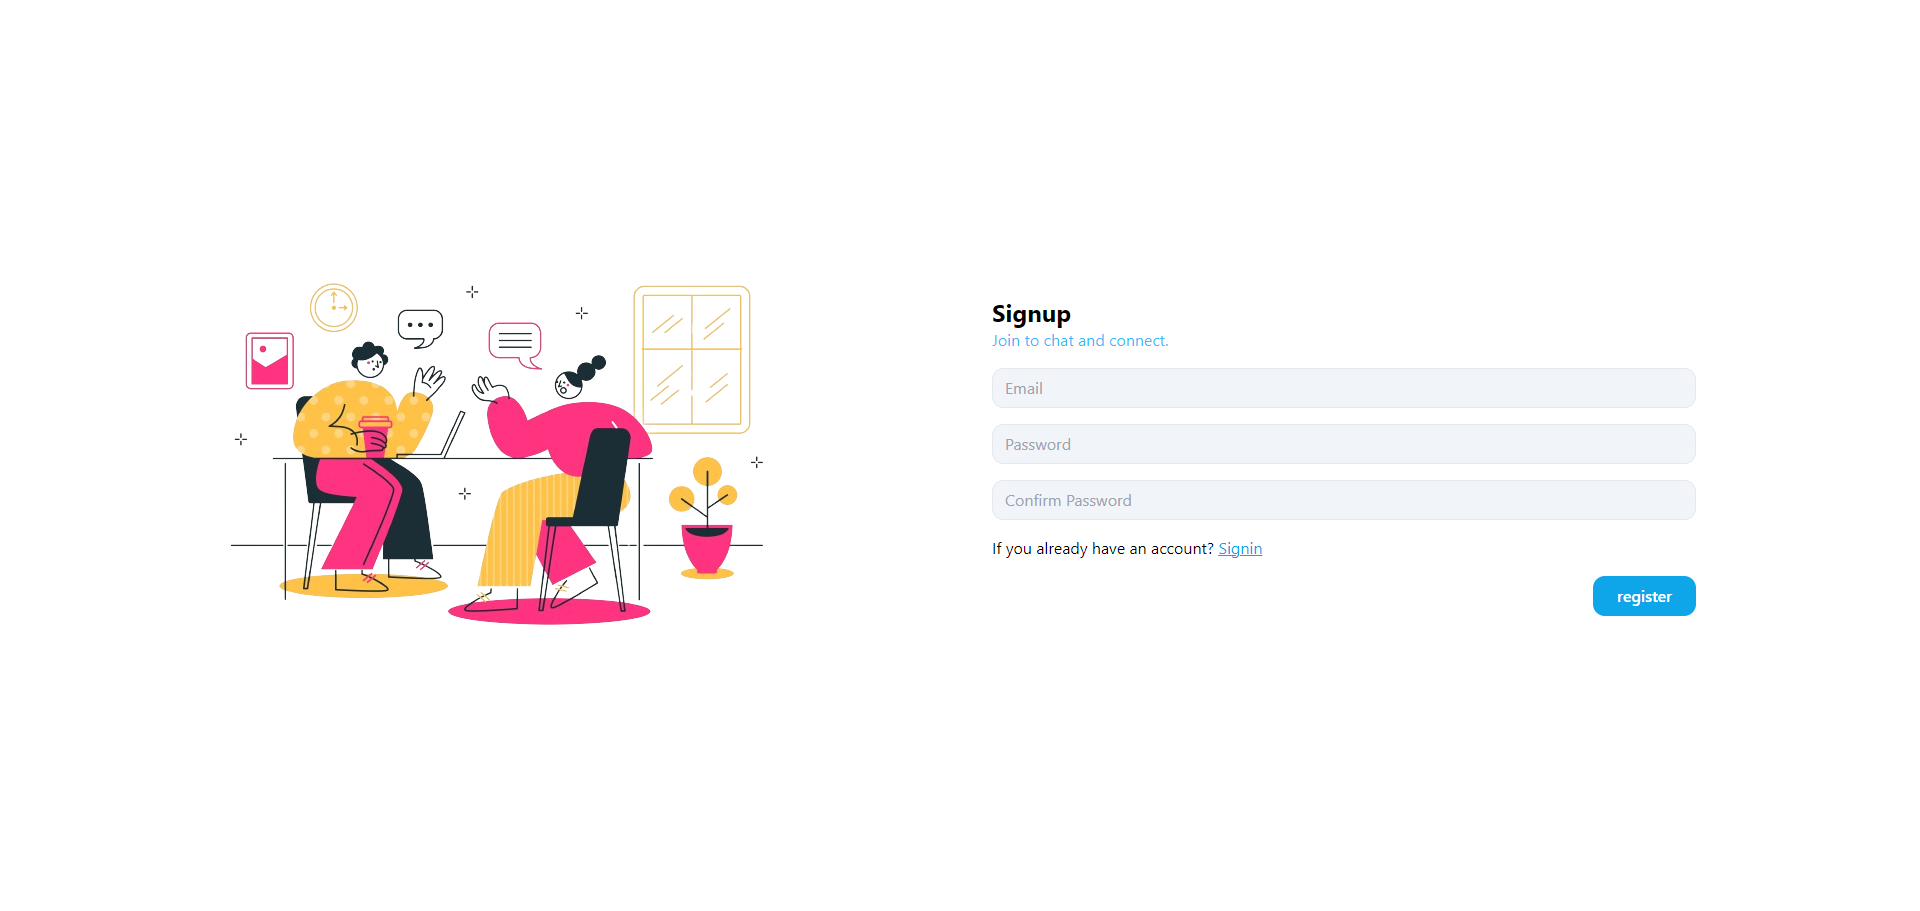 Signup
Join to chat and connect.
Email
Password
Confirm Password
If you already have an account? Signin
register